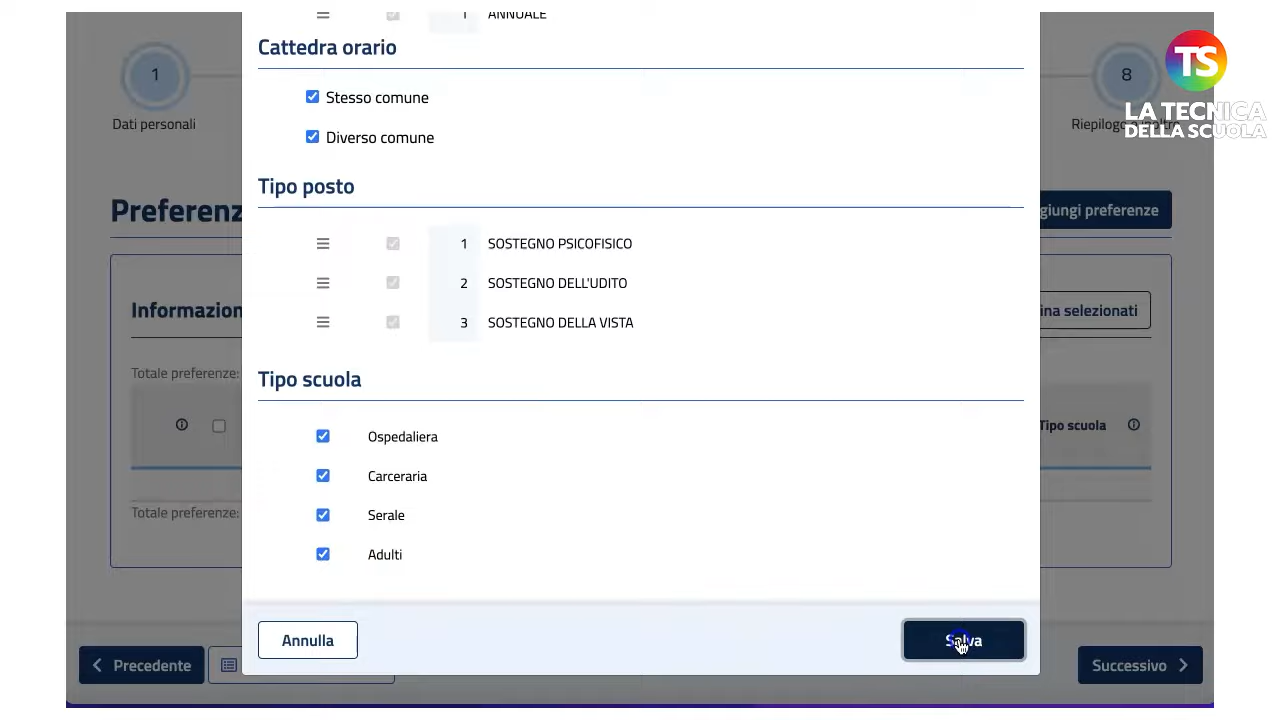 1 ANNUALE
Cattedra orario
1
8
TS
Stesso comune
LA TECNICA
DELLA SCUOLA
Dati personali
Diverso comune
Tipo posto
Preferenz
giungi preferenze
1 SOSTEGNO PSICOFISICO
2 SOSTEGNO DELL'UDITO
Informazion
ina selezionati
3 SOSTEGNO DELLA VISTA
Totale preferenze:
Tipo scuola
Tipo scuola
Ospedaliera
Carceraria
Totale preferenze:
Serale
Adulti
Annulla
Salva
Precedente
Successivo